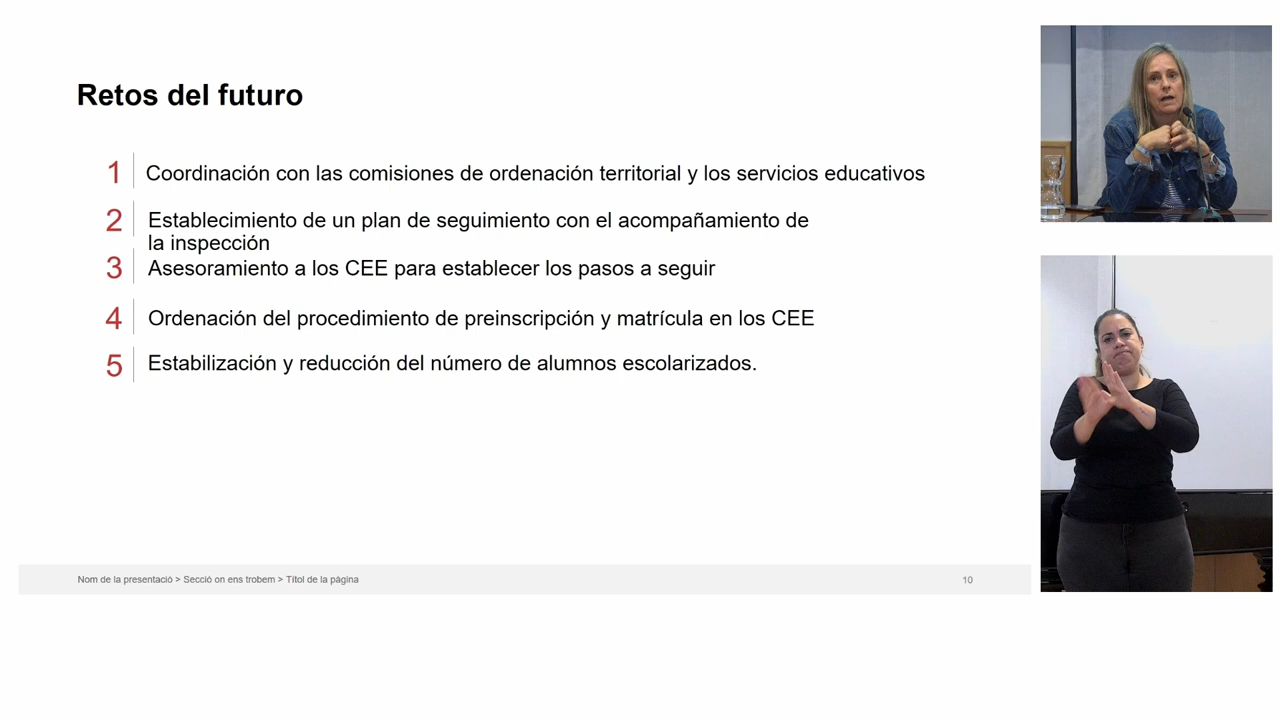 Retos del futuro
1 Coordinación con las comisiones de ordenación territorial y los servicios educativos
2 Establecimiento de un plan de seguimiento con el acompañamiento de
la inspección
3 Asesoramiento a los CEE para establecer los pasos a seguir
4 Ordenación del procedimiento de preinscripción y matrícula en los CEE
5 Estabilización y reducción del número de alumnos escolarizados.
Nom de la presentació > Secció on ens trobem > Títol de la pàgina 10